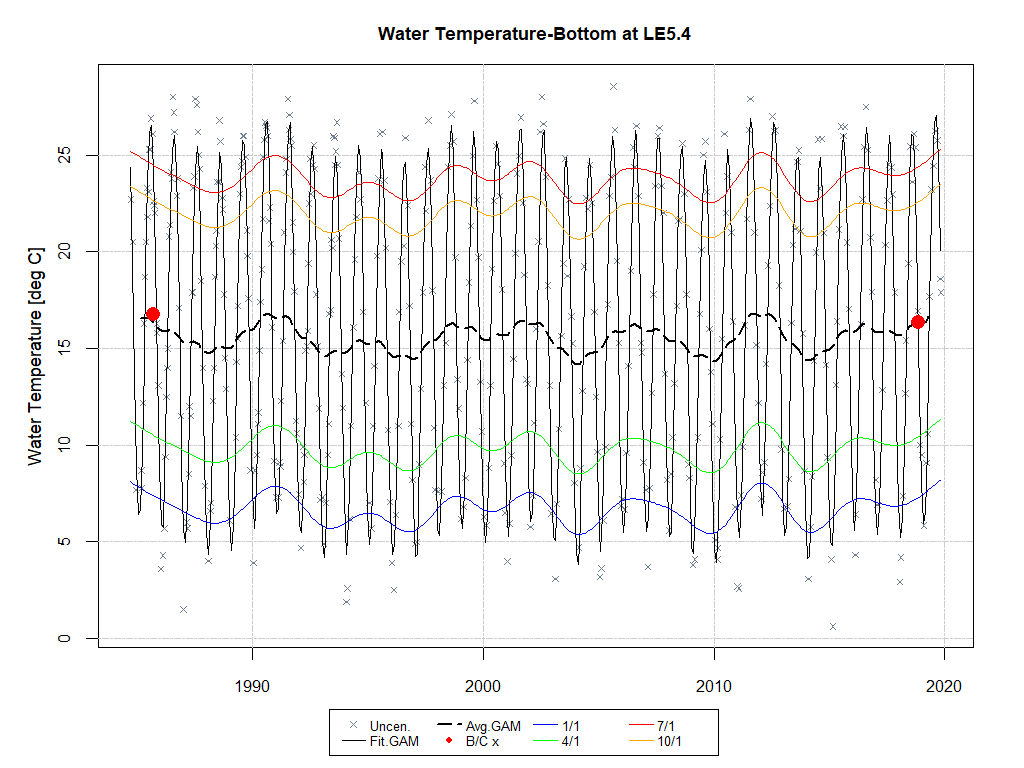 Water Temperature-Bottom at LE5.4
Water Temperature [deg C]
25
20
15
10
5
0
1990 2000 2010 2020
Uncen. Avg.GAM 1/1 7/1
Fit.GAM B/C x 4/1 10/1